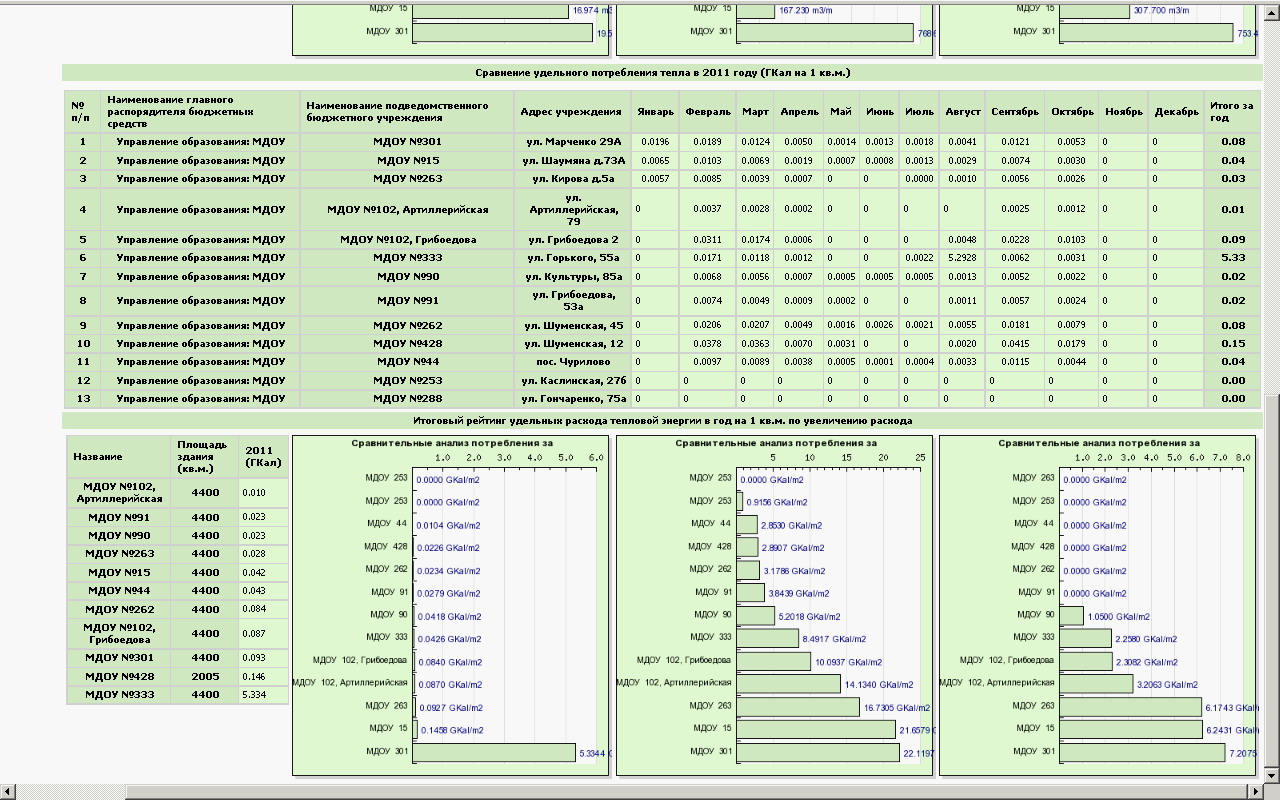 МДОУ 15 16.974 m3 МДОУ 15 167.230 m3/m МДОУ 15 307.700 m3/m
МДОУ 301 19.5 МДОУ 301 768 МДОУ 301 753.4
Сравнение удельного потребления тепла в 2011 году (ГКал на 1 кв.м.)
№ п/п Наименование главного распорядителя бюджетных средств Наименование подведомственного бюджетного учреждения Адрес учреждения Январь Февраль Март Апрель Май Июнь Июль Август Сентябрь Октябрь Ноябрь Декабрь Итого за год
1 Управление образования: МДОУ МДОУ №301 ул. Марченко 29А 0.0196 0.0189 0.0124 0.0050 0.0014 0.0013 0.0018 0.0041 0.0121 0.0053 0 0 0.08
2 Управление образования: МДОУ МДОУ №15 ул. Шаумяна д.73А 0.0065 0.0103 0.0069 0.0019 0.0007 0.0008 0.0013 0.0029 0.0074 0.0030 0 0 0.04
3 Управление образования: МДОУ МДОУ №263 ул. Кирова д.5а 0.0057 0.0085 0.0039 0.0007 0 0 0.0000 0.0010 0.0056 0.0026 0 0 0.03
4 Управление образования: МДОУ МДОУ №102, Артиллерийская ул. Артиллерийская, 79 0 0.0037 0.0028 0.0002 0 0 0 0 0.0025 0.0012 0 0 0.01
5 Управление образования: МДОУ МДОУ №102, Грибоедова ул. Грибоедова 2 0 0.0311 0.0174 0.0006 0 0 0 0.0048 0.0228 0.0103 0 0 0.09
6 Управление образования: МДОУ МДОУ №333 ул. Горького, 55а 0 0.0171 0.0118 0.0012 0 0 0.0022 5.2928 0.0062 0.0031 0 0 5.33
7 Управление образования: МДОУ МДОУ №90 ул. Культуры, 85а 0 0.0068 0.0056 0.0007 0.0005 0.0005 0.0005 0.0013 0.0052 0.0022 0 0 0.02
8 Управление образования: МДОУ МДОУ №91 ул. Грибоедова, 53а 0 0.0074 0.0049 0.0009 0.0002 0 0 0.0011 0.0057 0.0024 0 0 0.02
9 Управление образования: МДОУ МДОУ №262 ул. Шуменская, 45 0 0.0206 0.0207 0.0049 0.0016 0.0026 0.0021 0.0055 0.0181 0.0079 0 0 0.08
10 Управление образования: МДОУ МДОУ №428 ул. Шуменская, 12 0 0.0378 0.0363 0.0070 0.0031 0 0 0.0020 0.0415 0.0179 0 0 0.15
11 Управление образования: МДОУ МДОУ №44 пос. Чурилово 0.0097 0.0089 0.0038 0.0005 0.0001 0.0004 0.0033 0.0115 0.0044 0 0 0.04
12 Управление образования: МДОУ МДОУ №253 ул. Каслинская, 27б 0 0 0 0 0 0 0 0 0 0 0 0 0.00
13 Управление образования: МДОУ МДОУ №288 ул. Гончаренко, 75а 0 0 0 0 0 0 0 0 0 0 0 0 0.00
Итоговый рейтинг удельных расхода тепловой энергии в год на 1 кв.м. по увеличению расхода
Название Площадь здания (кв.м.) 2011 (ГКал)
МДОУ №102, Артиллерийская 4400 0.010
МДОУ №91 4400 0.023
МДОУ №90 4400 0.023
МДОУ №263 4400 0.028
МДОУ №15 4400 0.042
МДОУ №44 4400 0.043
МДОУ №262 4400 0.084
МДОУ №102, Грибоедова 4400 0.087
МДОУ №301 4400 0.093
МДОУ №428 2005 0.146
МДОУ №333 4400 5.334
Сравнительные анализ потребления за
1.0 2.0 3.0 4.0 5.0 6.0
МДОУ 253 0.0000 GKal/m2
МДОУ 253 0.0000 GKal/m2
МДОУ 44 0.0104 GKal/m2
МДОУ 428 0.0226 GKal/m2
МДОУ 262 0.0234 GKal/m2
МДОУ 91 0.0279 GKal/m2
МДОУ 90 0.0418 GKal/m2
МДОУ 333 0.0426 GKal/m2
МДОУ 102, Грибоедова 0.0840 GKal/m2
МДОУ 102, Артиллерийская 0.0870 GKal/m2
МДОУ 263 0.0927 GKal/m2
МДОУ 15 0.1458 GKal/m2
МДОУ 301 5.3344
Сравнительные анализ потребления за
5 10 15 20 25
МДОУ 253 0.0000 GKal/m2
МДОУ 253 0.9156 GKal/m2
МДОУ 44 2.8530 GKal/m2
МДОУ 428 2.8907 GKal/m2
МДОУ 262 3.1786 GKal/m2
МДОУ 91 3.8439 GKal/m2
МДОУ 90 5.2018 GKal/m2
МДОУ 333 8.4917 GKal/m2
МДОУ 102, Грибоедова 10.0937 GKal/m2
МДОУ 102, Артиллерийская 14.1340 GKal/m2
МДОУ 263 16.7305 GKal/m2
МДОУ 15 21.6579
МДОУ 301 22.1197
Сравнительные анализ потребления за
1.0 2.0 3.0 4.0 5.0 6.0 7.0 8.0
МДОУ 263 0.0000 GKal/m2
МДОУ 253 0.0000 GKal/m2
МДОУ 44 0.0000 GKal/m2
МДОУ 428 0.0000 GKal/m2
МДОУ 262 0.0000 GKal/m2
МДОУ 91 0.0000 GKal/m2
МДОУ 90 1.0500 GKal/m2
МДОУ 333 2.2580 GKal/m2
МДОУ 102, Грибоедова 2.3082 GKal/m2
МДОУ 102, Артиллерийская 3.2063 GKal/m2
МДОУ 263 6.1743 GKal/
МДОУ 15 6.2431 GKal/
МДОУ 301 7.2075